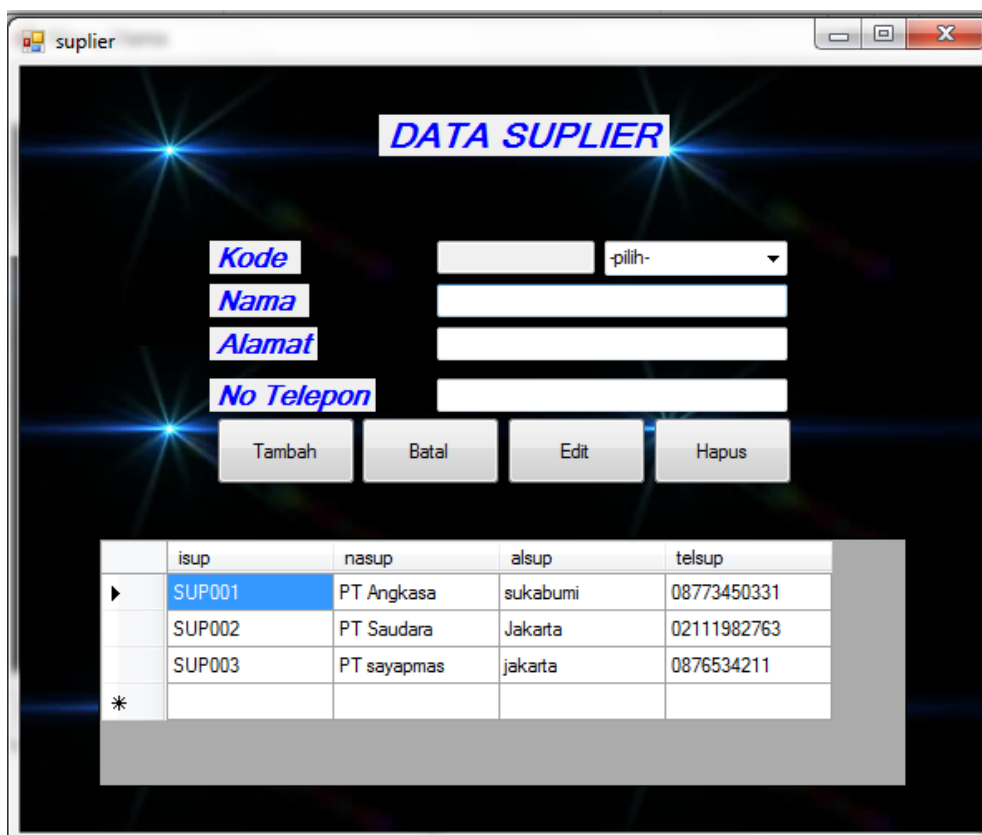 suplier
DATA SUPLIER
Kode -pilih-
Nama
Alamat
No Telepon
Tambah Batal Edit Hapus
isup nasup alsup telsup
SUP001 PT Angkasa sukabumi 08773450331
SUP002 PT Saudara Jakarta 02111982763
SUP003 PT sayapmas jakarta 0876534211